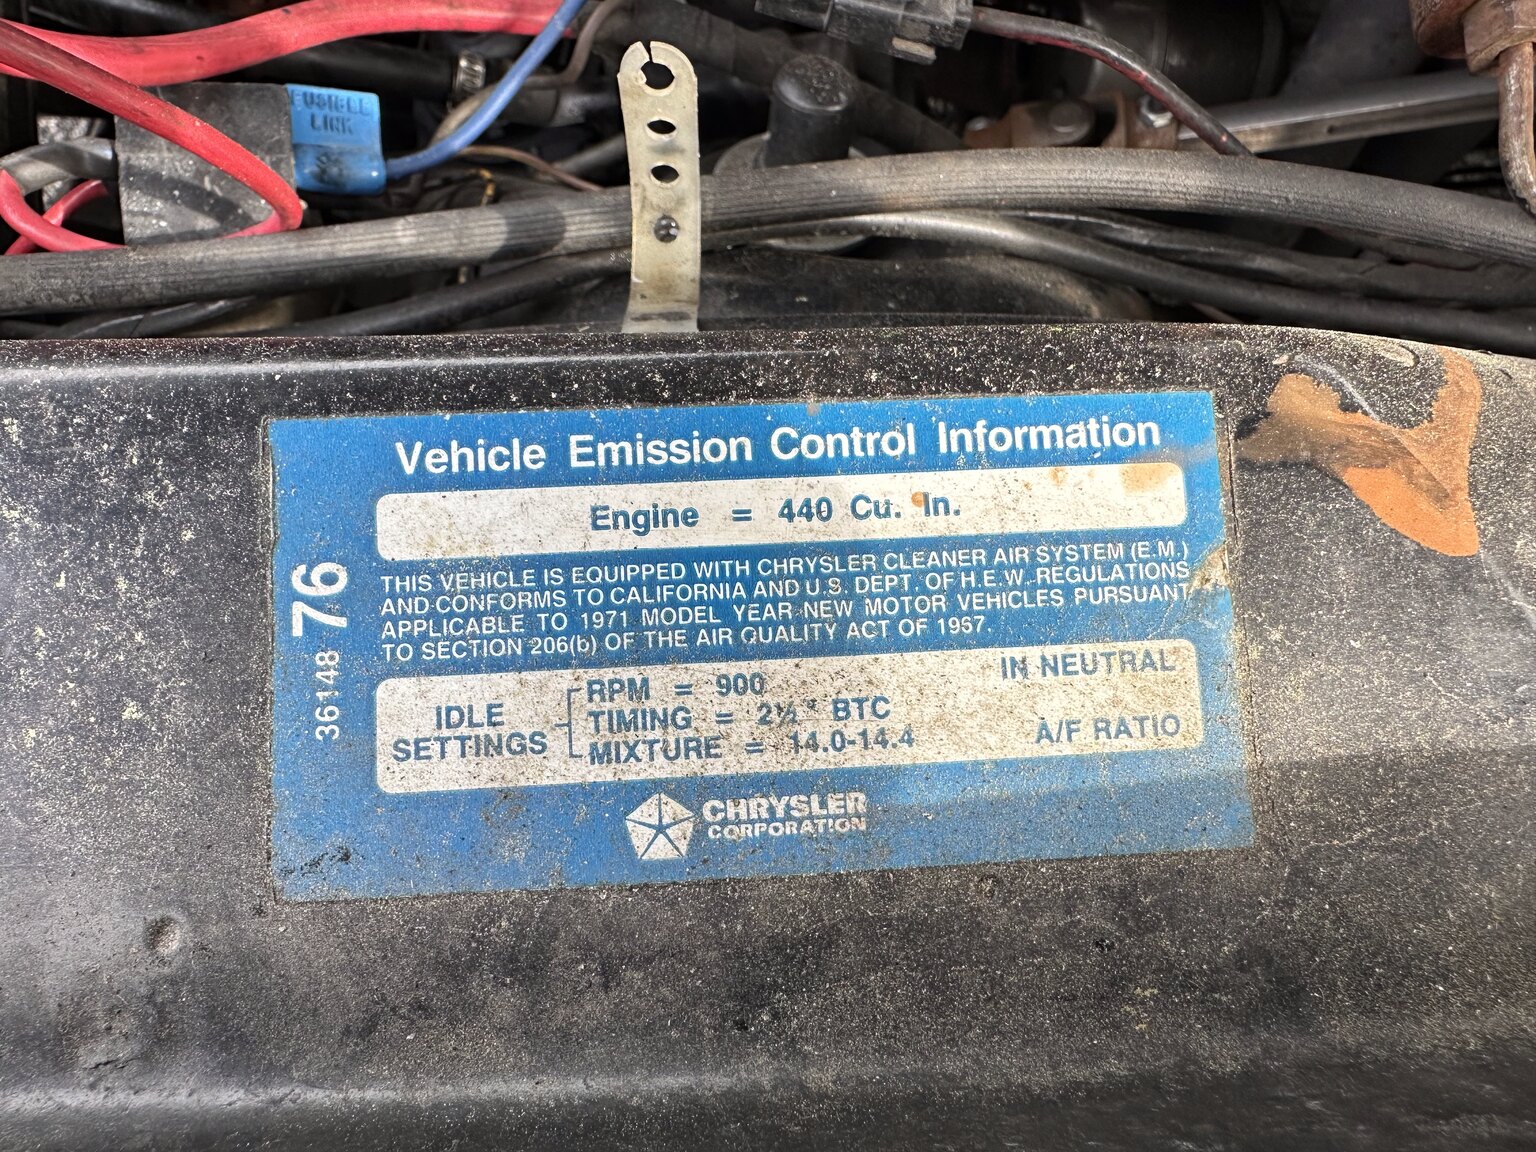 FUSIBLE
LINK
Vehicle Emission Control Information
Engine = 440 Cu. In.
THIS VEHICLE IS EQUIPPED WITH CHRYSLER CLEANER AIR SYSTEM (E.M.)
AND CONFORMS TO CALIFORNIA AND U.S. DEPT. OF H.E.W. REGULATIONS
APPLICABLE TO 1971 MODEL YEAR NEW MOTOR VEHICLES PURSUANT
TO SECTION 206(b) OF THE AIR QUALITY ACT OF 1967.
3614876
IDLE
SETTINGS
RPM = 900 IN NEUTRAL
TIMING = 2½° BTC
MIXTURE = 14.0-14.4 A/F RATIO
CHRYSLER
CORPORATION